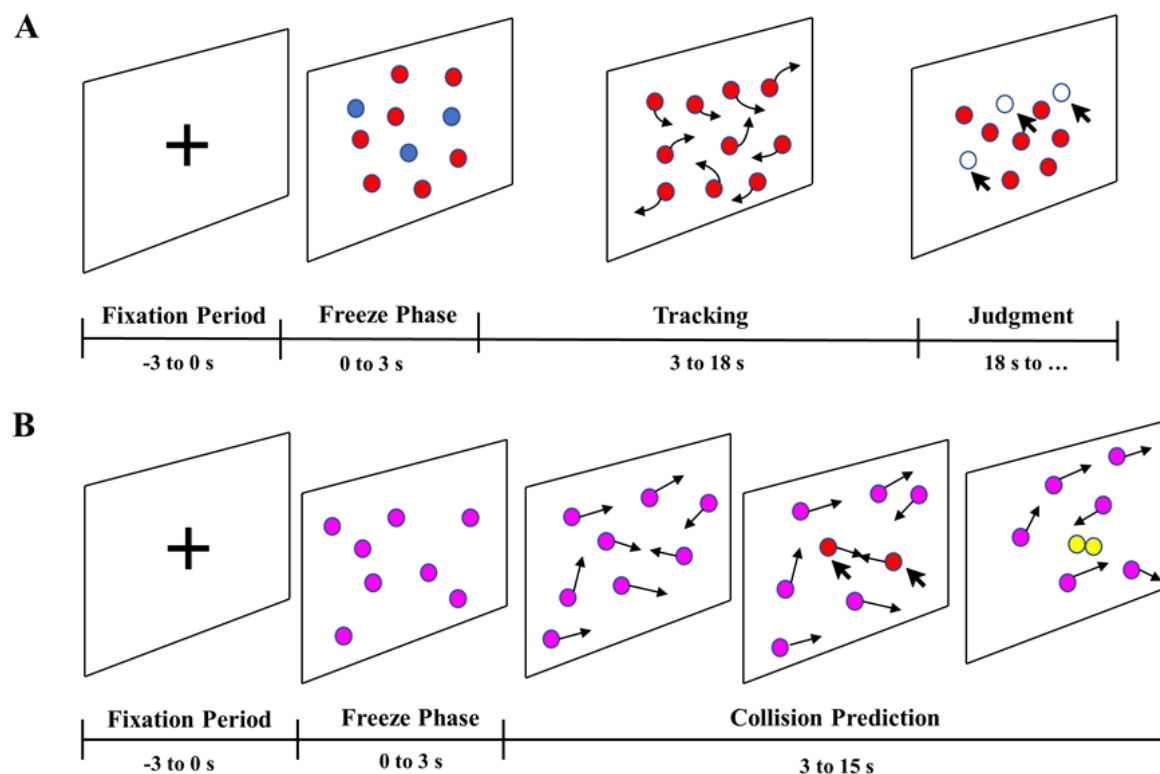 A
Fixation Period
Freeze Phase
Tracking
Judgment
-3 to 0 s
0 to 3 s
3 to 18 s
18 s to …
B
Fixation Period
Freeze Phase
Collision Prediction
-3 to 0 s
0 to 3 s
3 to 15 s